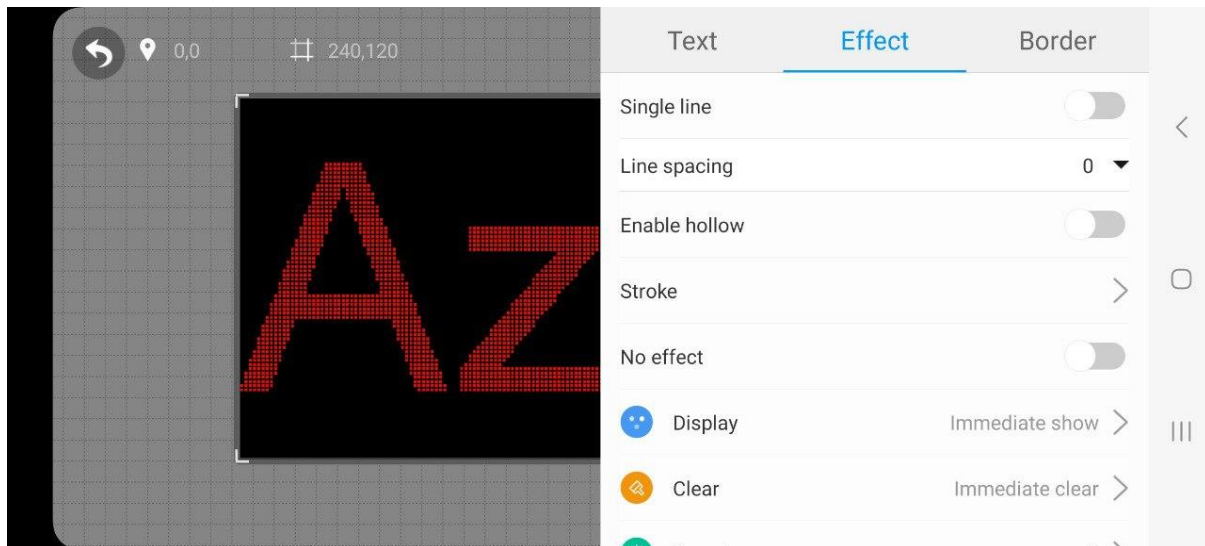 0,0 240,120
Text Effect Border
Single line
Line spacing 0
Enable hollow
Stroke
No effect
Display Immediate show
Clear Immediate clear
Az